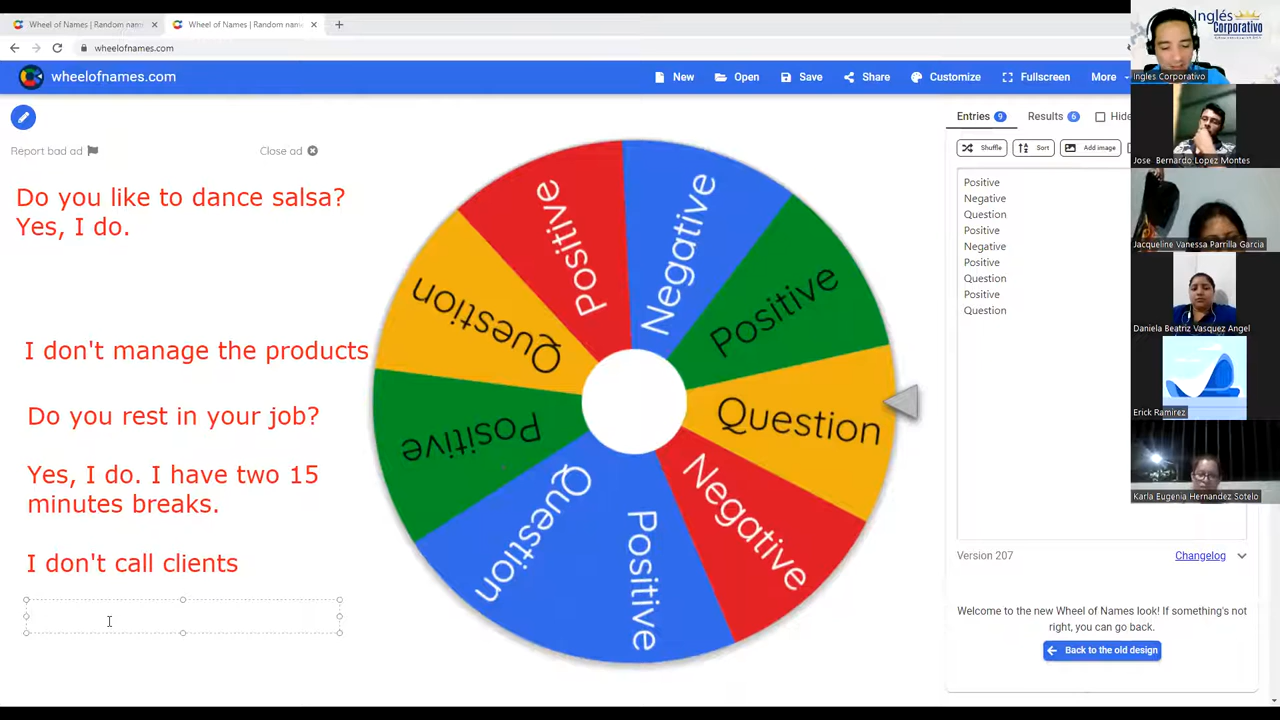 Wheel of Names | Random nam
Wheel of Names | Random nam
wheelofnames.com
wheelofnames.com
New
Open
Save
Share
Customize
Fullscreen
More
Report bad ad
Close ad
Do you like to dance salsa?
Yes, I do.
I don't manage the products
Do you rest in your job?
Yes, I do. I have two 15
minutes breaks.
I don't call clients
Positive
Negative
Positive
Question
Negative
Positive
Question
Positive
Question
Entries 9
Results 6
Hide
Shuffle
Sort
Add image
Positive
Negative
Question
Positive
Negative
Positive
Question
Positive
Question
Version 207
Changelog
Welcome to the new Wheel of Names look! If something's not
right, you can go back.
Back to the old design
Inglés
Corporativo
Ingles Corporativo
Jose Bernardo Lopez Montes
Jacqueline Vanessa Parrilla Garcia
Daniela Beatriz Vasquez Angel
Erick Ramirez
Karla Eugenia Hernandez Sotelo